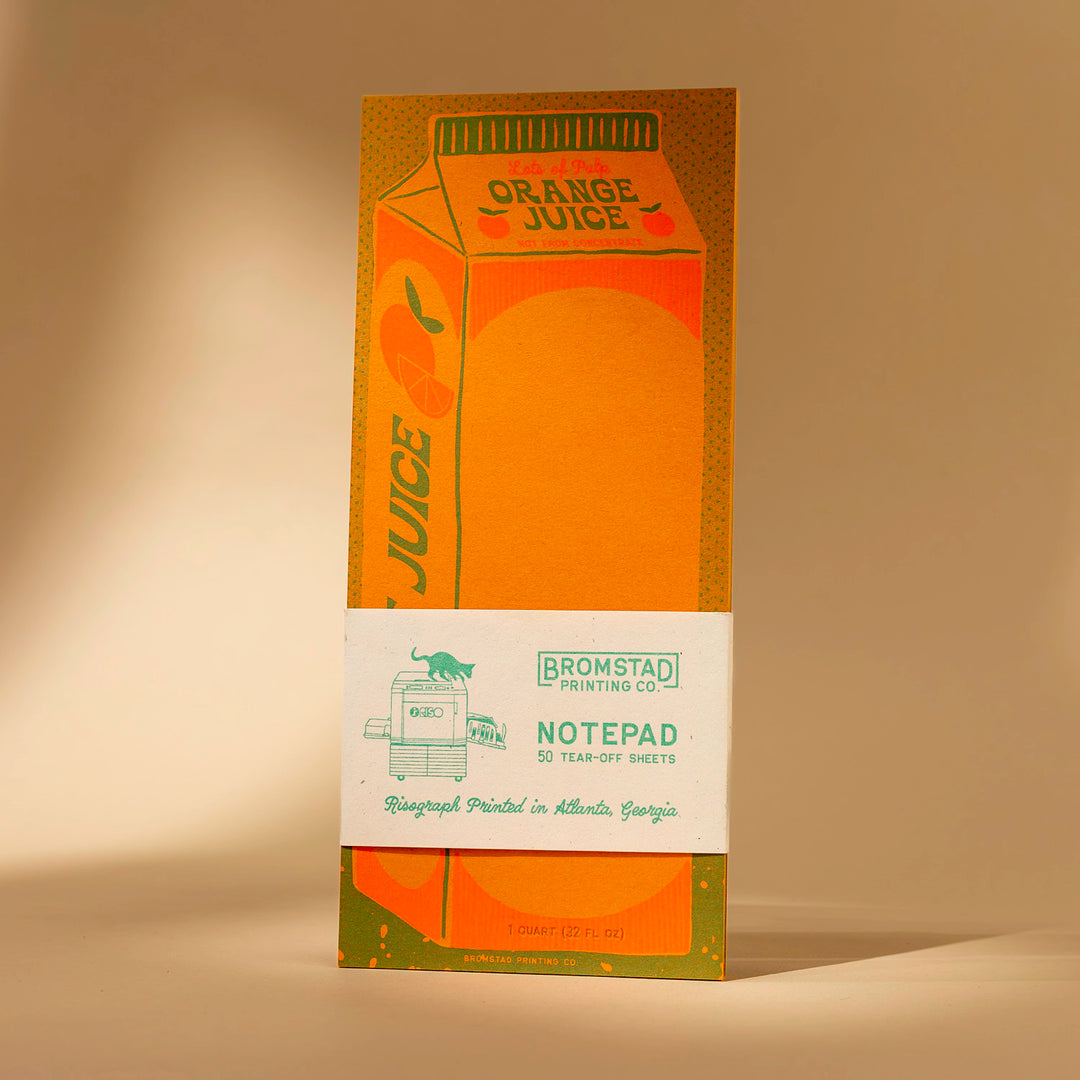 Lots of Pulp
ORANGE
JUICE
NOT FROM CONCENTRATE
JUICE
BROMSTAD
PRINTING CO.
RISO
NOTEPAD
50 TEAR-OFF SHEETS
Risograph Printed in Atlanta, Georgia
1 QUART (32 FL OZ)
BROMSTAD PRINTING CO.